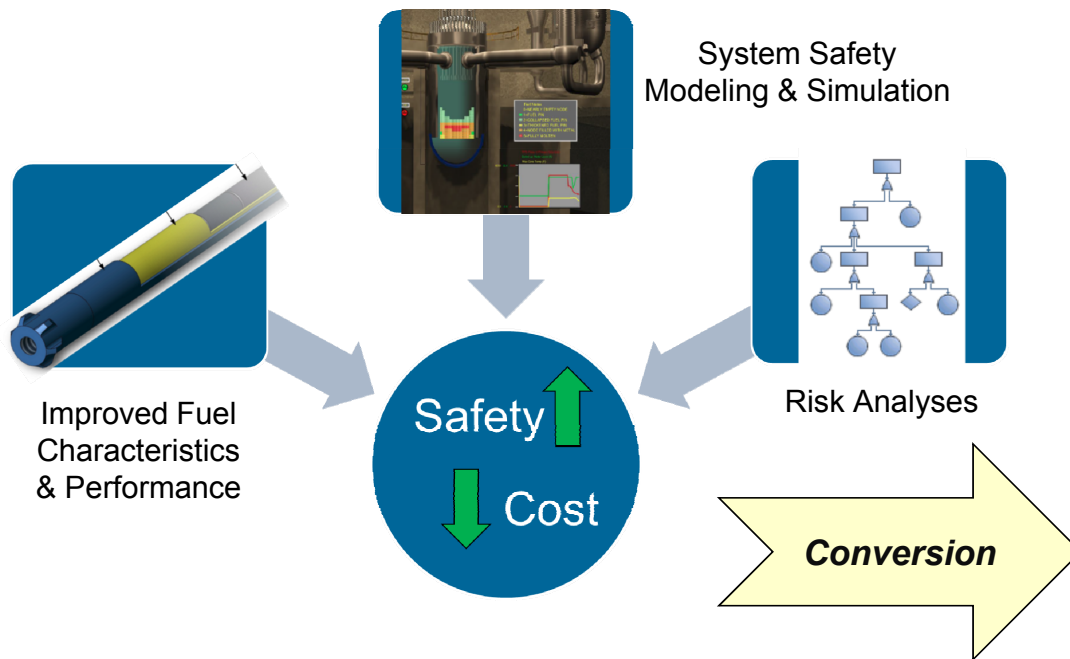 System Safety
Modeling & Simulation
Improved Fuel
Characteristics
& Performance
Risk Analyses
Safety
Cost
Conversion